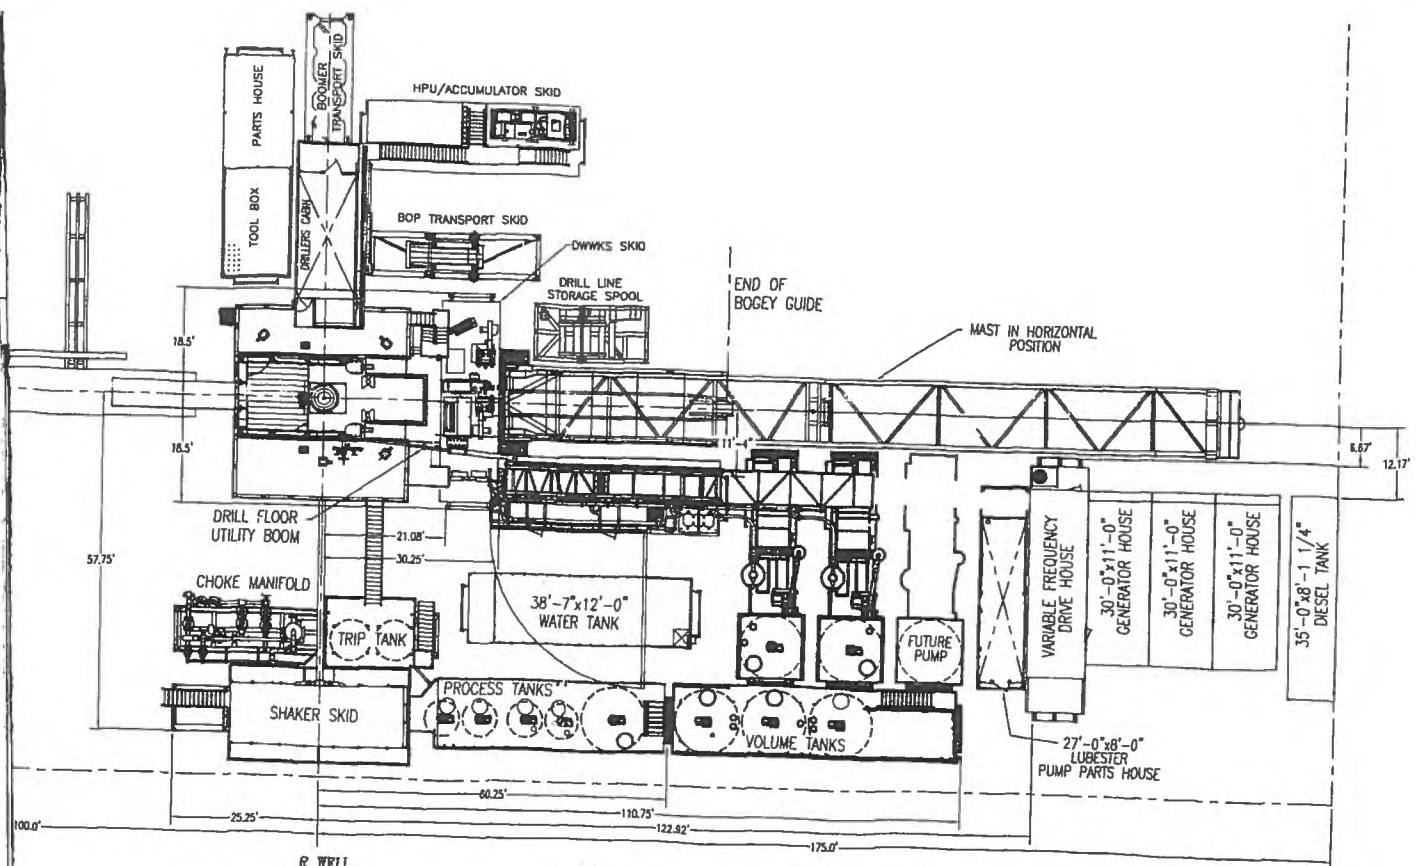 BOOMER
TRANSPORT SKID
PARTS HOUSE
HPU/ACCUMULATOR SKID
TOOL BOX
DRILLERS CABIN
BOP TRANSPORT SKID
DWWKS SKID
DRILL LINE
STORAGE SPOOL
END OF
BOGEY GUIDE
MAST IN HORIZONTAL
POSITION
18.5'
18.5'
11'-4"
6.67'
12.17'
DRILL FLOOR
UTILITY BOOM
21.08'
30.25'
57.75'
CHOKE MANIFOLD
38'-7"x12'-0"
WATER TANK
TRIP TANK
FUTURE
PUMP
VARIABLE FREQUENCY
DRIVE HOUSE
30'-0"x11'-0"
GENERATOR HOUSE
30'-0"x11'-0"
GENERATOR HOUSE
30'-0"x11'-0"
GENERATOR HOUSE
35'-0"x8'-1 1/4"
DIESEL TANK
SHAKER SKID
PROCESS TANKS
VOLUME TANKS
27'-0"x8'-0"
LUBESTER
PUMP PARTS HOUSE
60.25'
25.25'
110.75'
122.92'
100.0'
175.0'
WELL